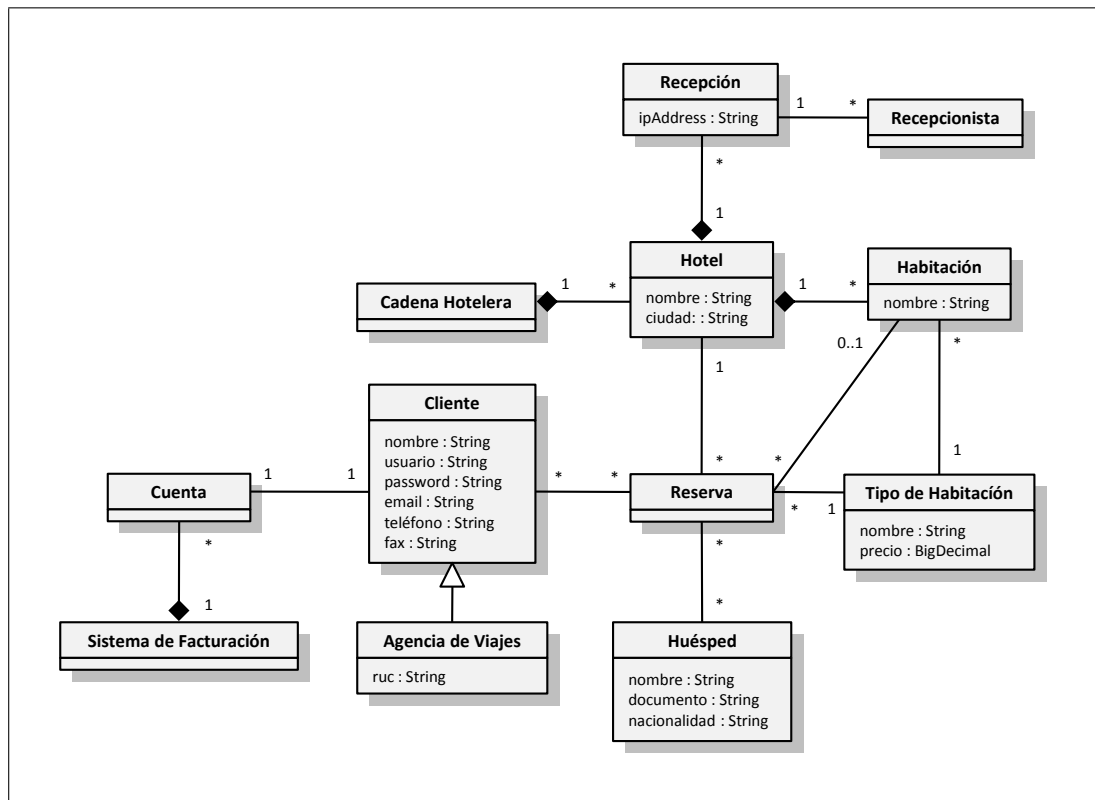 Recepción
ipAddress : String
1
*
Recepcionista
*
1
Hotel
nombre : String
ciudad: : String
Cadena Hotelera
1
*
1
*
Habitación
nombre : String
0..1
*
1
Cliente
nombre : String
usuario : String
password : String
email : String
teléfono : String
fax : String
Cuenta
1
1
*
*
*
*
1
Reserva
*
1
Tipo de Habitacíón
nombre : String
precio : BigDecimal
*
1
*
*
Sistema de Facturación
Agencia de Viajes
ruc : String
Huésped
nombre : String
documento : String
nacionalidad : String